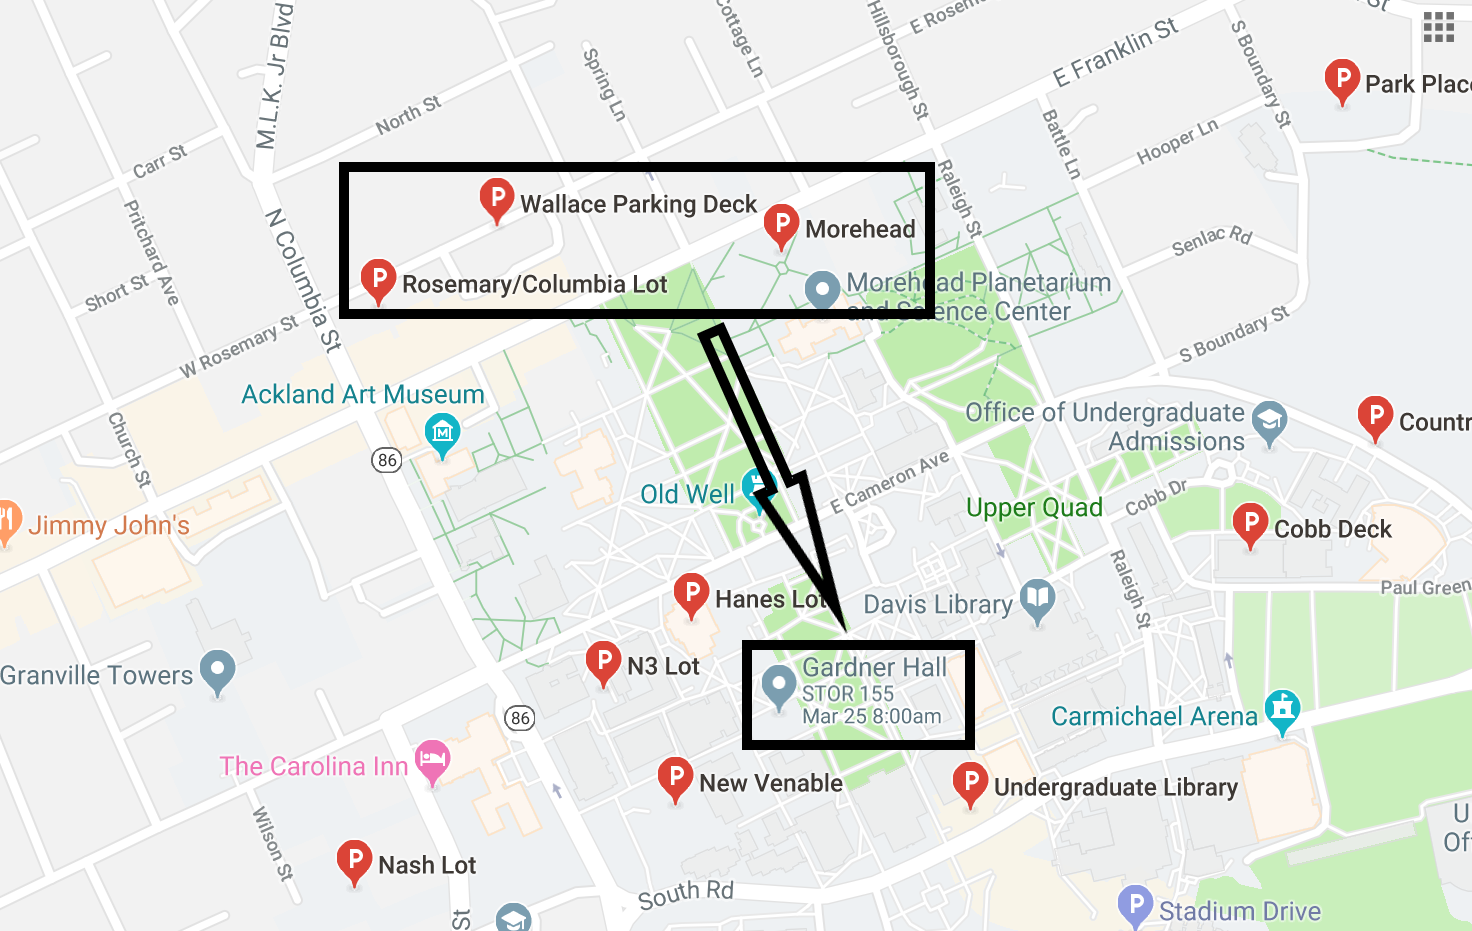 E Rosem
Hillsborough St
Cottage Ln
St
M.L.K. Jr Blvd
E Franklin St
S Boundary St
Spring Ln
Park Plac
North St
Battle Ln
Hooper Ln
Carr St
Raleigh St
Wallace Parking Deck
Pritchard Ave
Morehead
N Columbia St
Senlac Rd
Rosemary/Columbia Lot
Morehead Planetarium
and Science Center
Short St
S Boundary St
W Rosemary St
Ackland Art Museum
Office of Undergraduate
Admissions
Countr
Church St
86
E Cameron Ave
Old Well
Upper Quad
Cobb Dr
Jimmy John's
Cobb Deck
Raleigh St
Paul Green
Hanes Lot
Davis Library
Granville Towers
N3 Lot
Gardner Hall
STOR 155
Mar 25 8:00am
86
Carmichael Arena
The Carolina Inn
New Venable
Undergraduate Library
Wilson St
U
Of
Nash Lot
South Rd
St
Stadium Drive